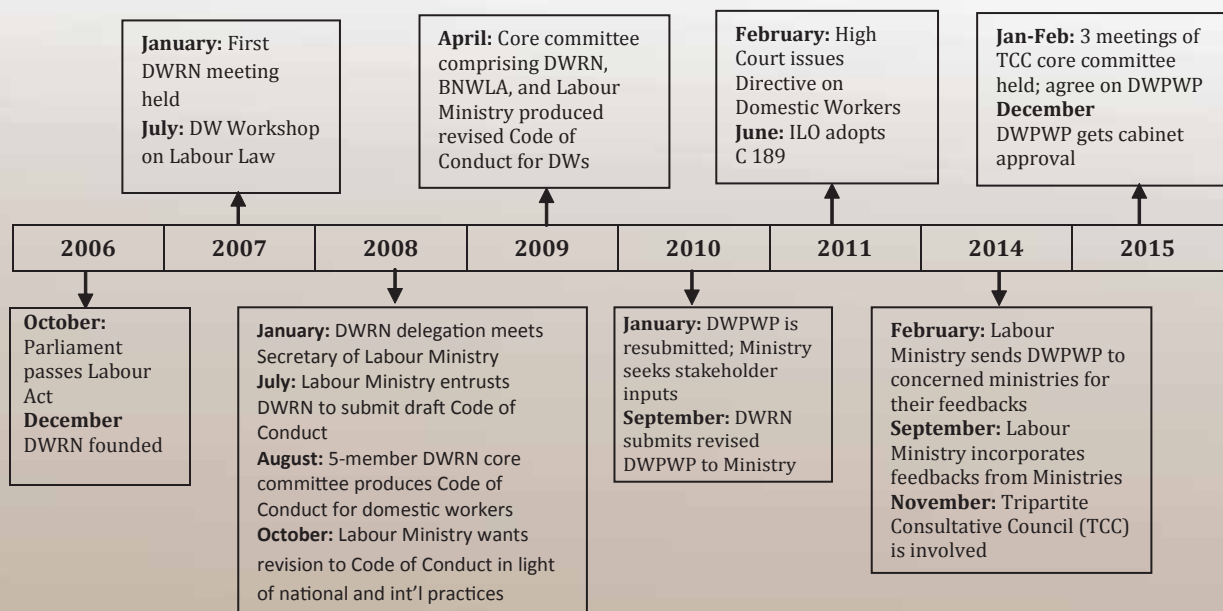 January: First
DWRN meeting
held
July: DW Workshop
on Labour Law
April: Core committee
comprising DWRN,
BNWLA, and Labour
Ministry produced
revised Code of
Conduct for DWs
February: High
Court issues
Directive on
Domestic Workers
June: ILO adopts
C 189
Jan-Feb: 3 meetings of
TCC core committee
held; agree on DWPWP
December
DWPWP gets cabinet
approval
2006 2007 2008 2009 2010 2011 2014 2015
October:
Parliament
passes Labour
Act
December
DWRN founded
January: DWRN delegation meets
Secretary of Labour Ministry
July: Labour Ministry entrusts
DWRN to submit draft Code of
Conduct
August: 5-member DWRN core
committee produces Code of
Conduct for domestic workers
October: Labour Ministry wants
revision to Code of Conduct in light
of national and int’l practices
January: DWPWP is
resubmitted; Ministry
seeks stakeholder
inputs
September: DWRN
submits revised
DWPWP to Ministry
February: Labour
Ministry sends DWPWP to
concerned ministries for
their feedbacks
September: Labour
Ministry incorporates
feedbacks from Ministries
November: Tripartite
Consultative Council (TCC)
is involved